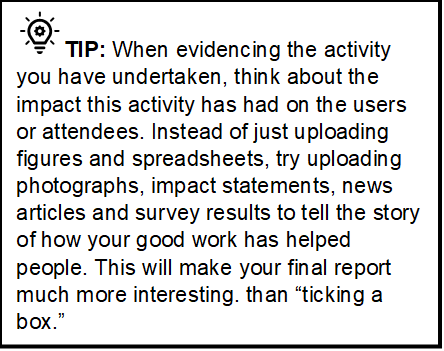 TIP: When evidencing the activity
you have undertaken, think about the
impact this activity has had on the users
or attendees. Instead of just uploading
figures and spreadsheets, try uploading
photographs, impact statements, news
articles and survey results to tell the story
of how your good work has helped
people. This will make your final report
much more interesting. than “ticking a
box.”